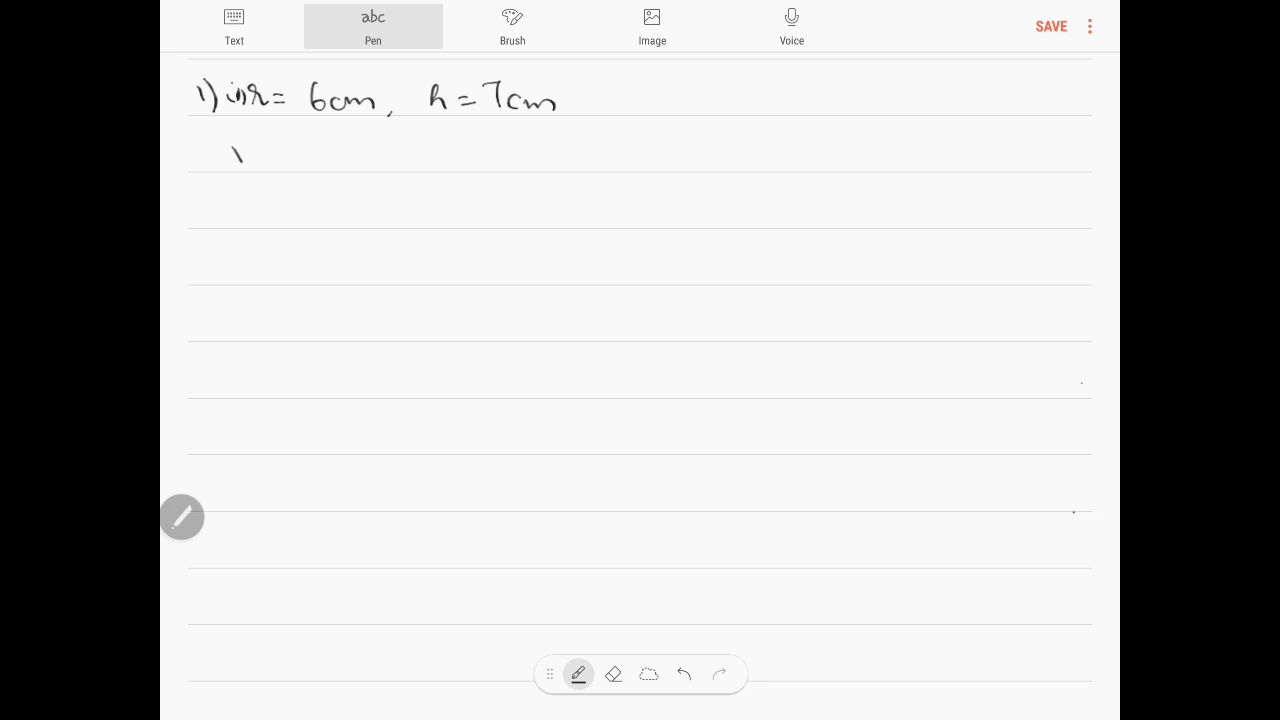 Text
abc
Pen
Brush
Image
Voice
SAVE
1) r = 6cm, h = 7cm